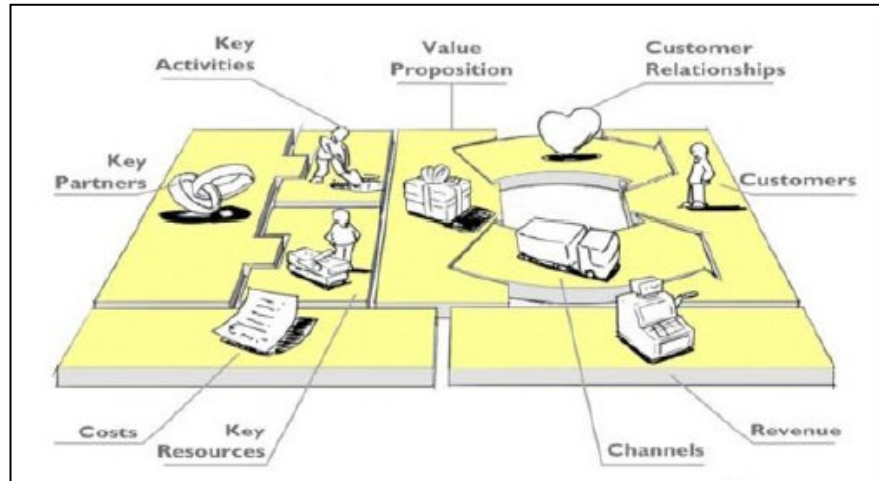 Key
Activities
Value
Proposition
Customer
Relationships
Key
Partners
Customers
Costs
Key
Resources
Channels
Revenue